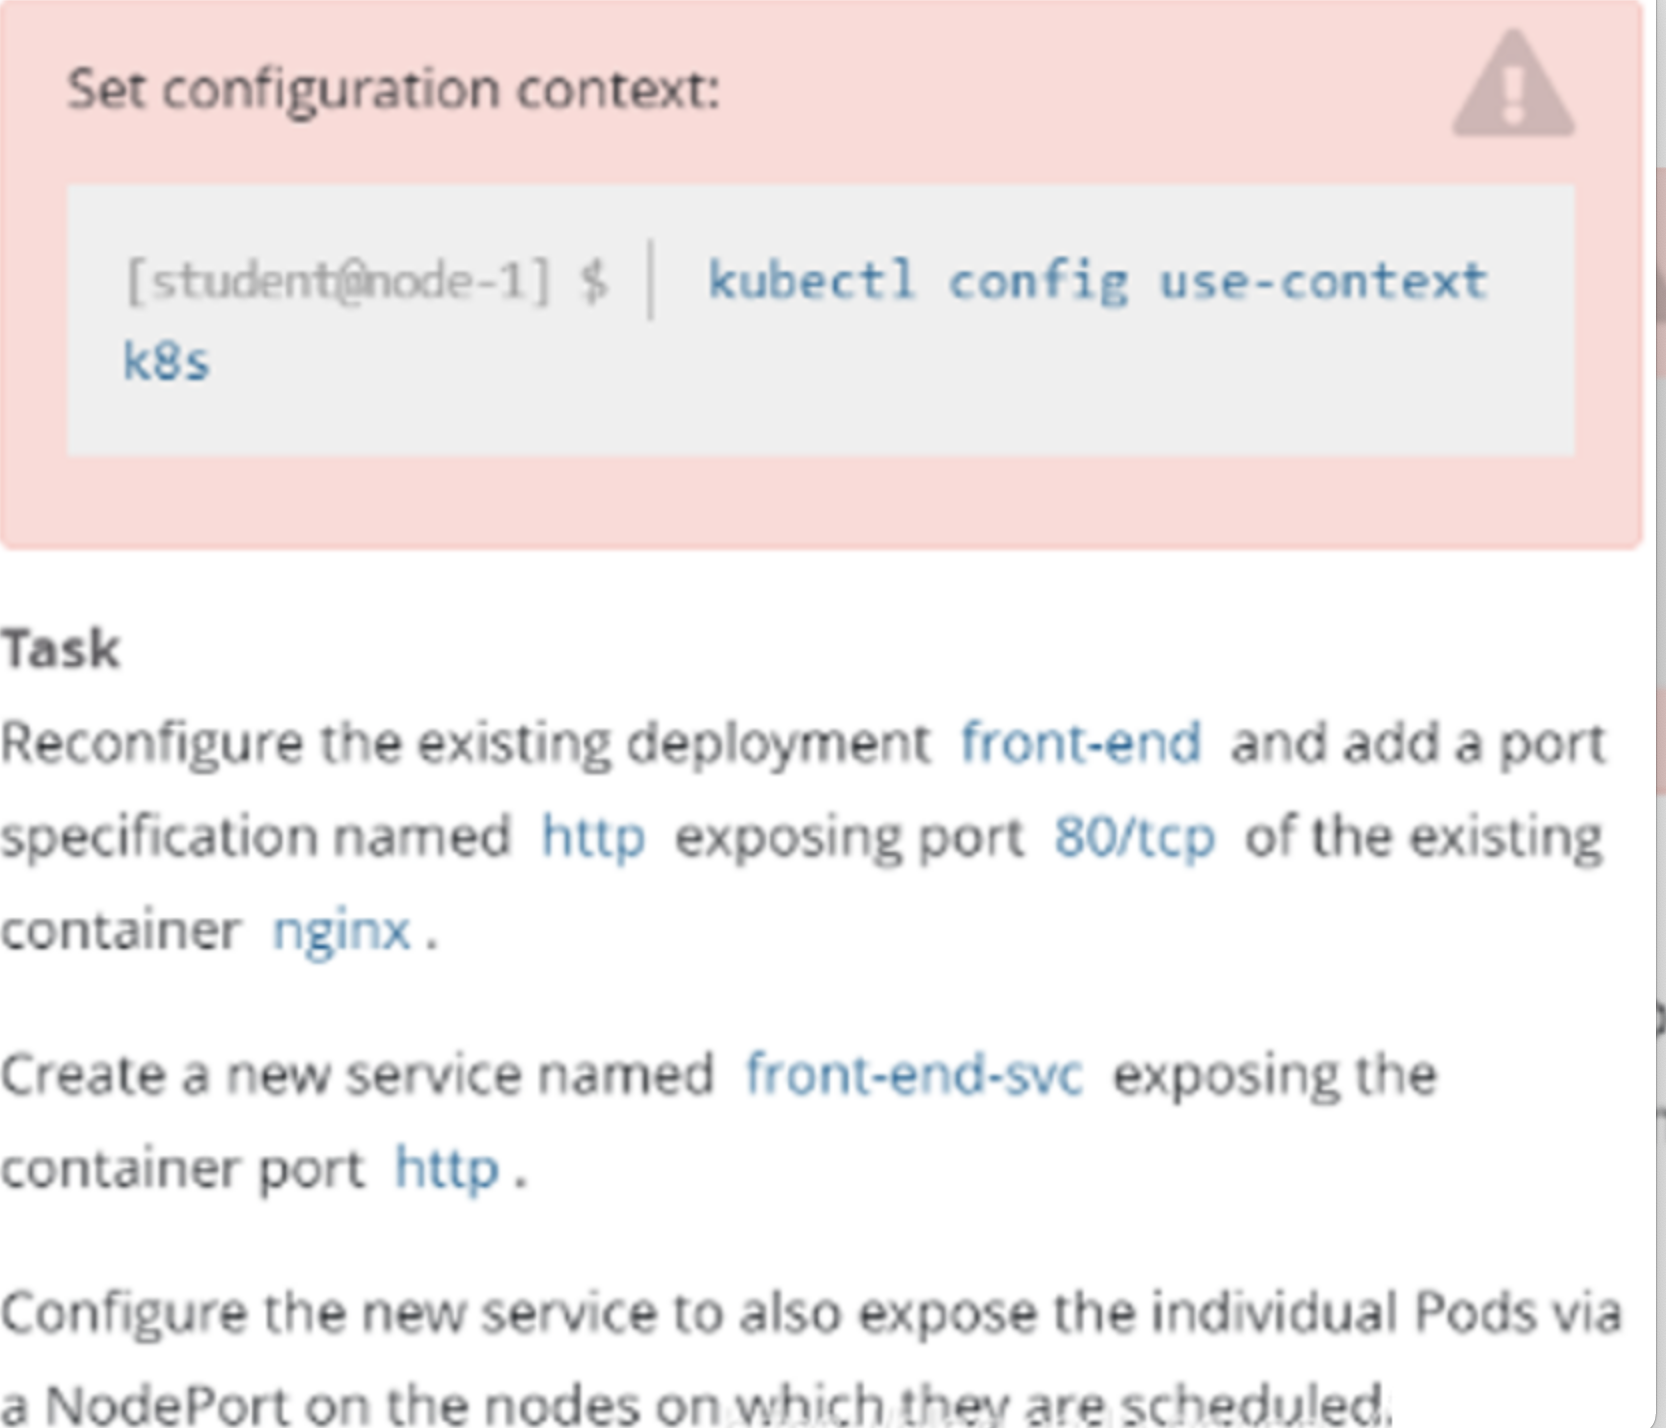 Set configuration context:
[student@node-1] $ | kubectl config use-context
k8s
Task
Reconfigure the existing deployment front-end and add a port
specification named http exposing port 80/tcp of the existing
container nginx .
Create a new service named front-end-svc exposing the
container port http .
Configure the new service to also expose the individual Pods via
a NodePort on the nodes on which they are scheduled.